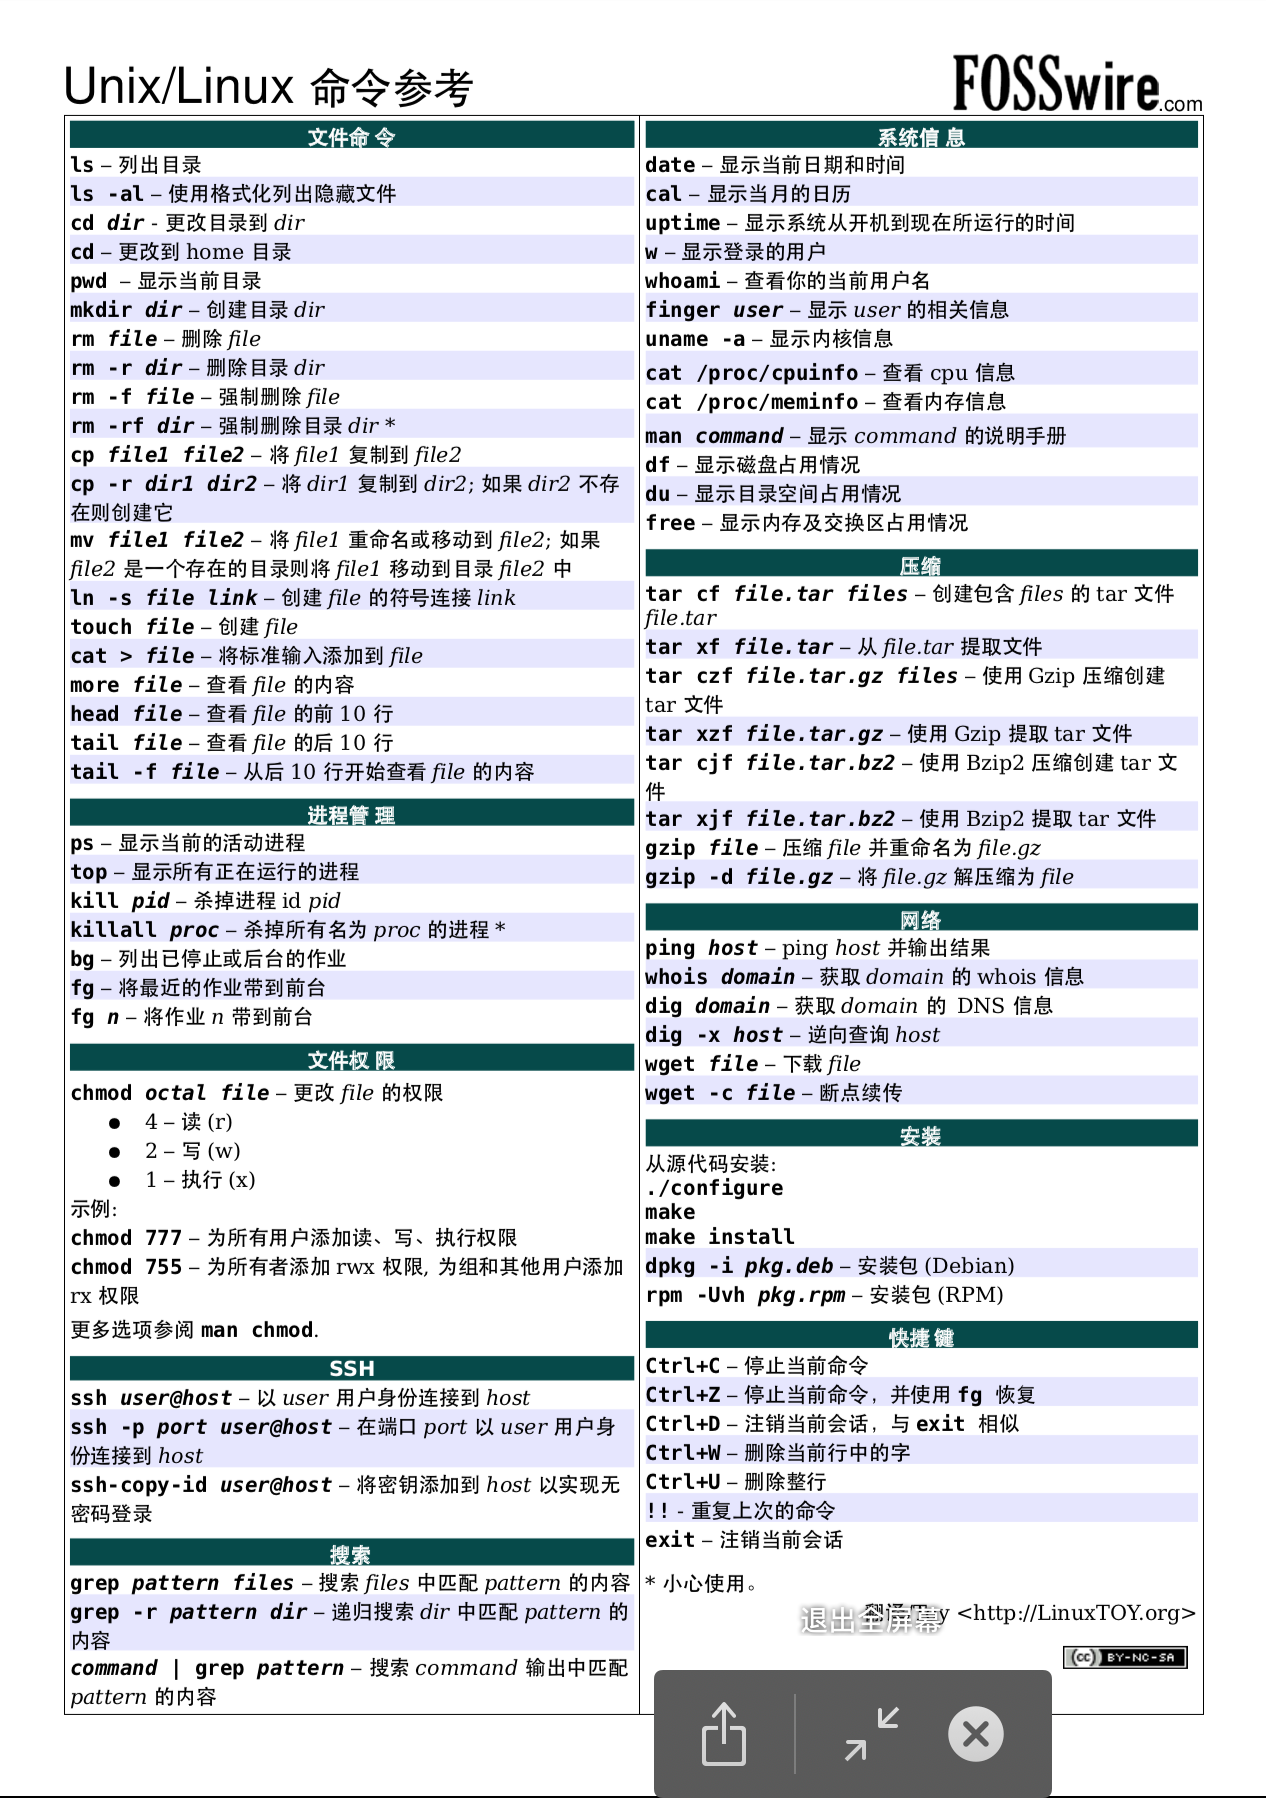 Unix/Linux 命令参考
FOSSwire.com
文件命令
ls – 列出目录
ls -al – 使用格式化列出隐藏文件
cd dir - 更改目录到 dir
cd – 更改到 home 目录
pwd – 显示当前目录
mkdir dir – 创建目录 dir
rm file – 删除 file
rm -r dir – 删除目录 dir
rm -f file – 强制删除 file
rm -rf dir – 强制删除目录 dir *
cp file1 file2 – 将 file1 复制到 file2
cp -r dir1 dir2 – 将 dir1 复制到 dir2; 如果 dir2 不存
在则创建它
mv file1 file2 – 将 file1 重命名或移动到 file2; 如果
file2 是一个存在的目录则将 file1 移动到目录 file2 中
ln -s file link – 创建 file 的符号连接 link
touch file – 创建 file
cat > file – 将标准输入添加到 file
more file – 查看 file 的内容
head file – 查看 file 的前 10 行
tail file – 查看 file 的后 10 行
tail -f file – 从后 10 行开始查看 file 的内容
进程管理
ps – 显示当前的活动进程
top – 显示所有正在运行的进程
kill pid – 杀掉进程 id pid
killall proc – 杀掉所有名为 proc 的进程 *
bg – 列出已停止或后台的作业
fg – 将最近的作业带到前台
fg n – 将作业 n 带到前台
文件权限
chmod octal file – 更改 file 的权限
● 4 – 读 (r)
● 2 – 写 (w)
● 1 – 执行 (x)
示例:
chmod 777 – 为所有用户添加读、写、执行权限
chmod 755 – 为所有者添加 rwx 权限, 为组和其他用户添加
rx 权限
更多选项参阅 man chmod.
SSH
ssh user@host – 以 user 用户身份连接到 host
ssh -p port user@host – 在端口 port 以 user 用户身
份连接到 host
ssh-copy-id user@host – 将密钥添加到 host 以实现无
密码登录
搜索
grep pattern files – 搜索 files 中匹配 pattern 的内容
grep -r pattern dir – 递归搜索 dir 中匹配 pattern 的
内容
command | grep pattern – 搜索 command 输出中匹配
pattern 的内容
系统信息
date – 显示当前日期和时间
cal – 显示当月的日历
uptime – 显示系统从开机到现在所运行的时间
w – 显示登录的用户
whoami – 查看你的当前用户名
finger user – 显示 user 的相关信息
uname -a – 显示内核信息
cat /proc/cpuinfo – 查看 cpu 信息
cat /proc/meminfo – 查看内存信息
man command – 显示 command 的说明手册
df – 显示磁盘占用情况
du – 显示目录空间占用情况
free – 显示内存及交换区占用情况
压缩
tar cf file.tar files – 创建包含 files 的 tar 文件
file.tar
tar xf file.tar – 从 file.tar 提取文件
tar czf file.tar.gz files – 使用 Gzip 压缩创建
tar 文件
tar xzf file.tar.gz – 使用 Gzip 提取 tar 文件
tar cjf file.tar.bz2 – 使用 Bzip2 压缩创建 tar 文
件
tar xjf file.tar.bz2 – 使用 Bzip2 提取 tar 文件
gzip file – 压缩 file 并重命名为 file.gz
gzip -d file.gz – 将 file.gz 解压缩为 file
网络
ping host – ping host 并输出结果
whois domain – 获取 domain 的 whois 信息
dig domain – 获取 domain 的 DNS 信息
dig -x host – 逆向查询 host
wget file – 下载 file
wget -c file – 断点续传
安装
从源代码安装:
./configure
make
make install
dpkg -i pkg.deb – 安装包 (Debian)
rpm -Uvh pkg.rpm – 安装包 (RPM)
快捷键
Ctrl+C – 停止当前命令
Ctrl+Z – 停止当前命令，并使用 fg 恢复
Ctrl+D – 注销当前会话，与 exit 相似
Ctrl+W – 删除当前行中的字
Ctrl+U – 删除整行
!! - 重复上次的命令
exit – 注销当前会话
* 小心使用。
<http://LinuxTOY.org>
退出全屏幕
(cc) BY-NC-SA